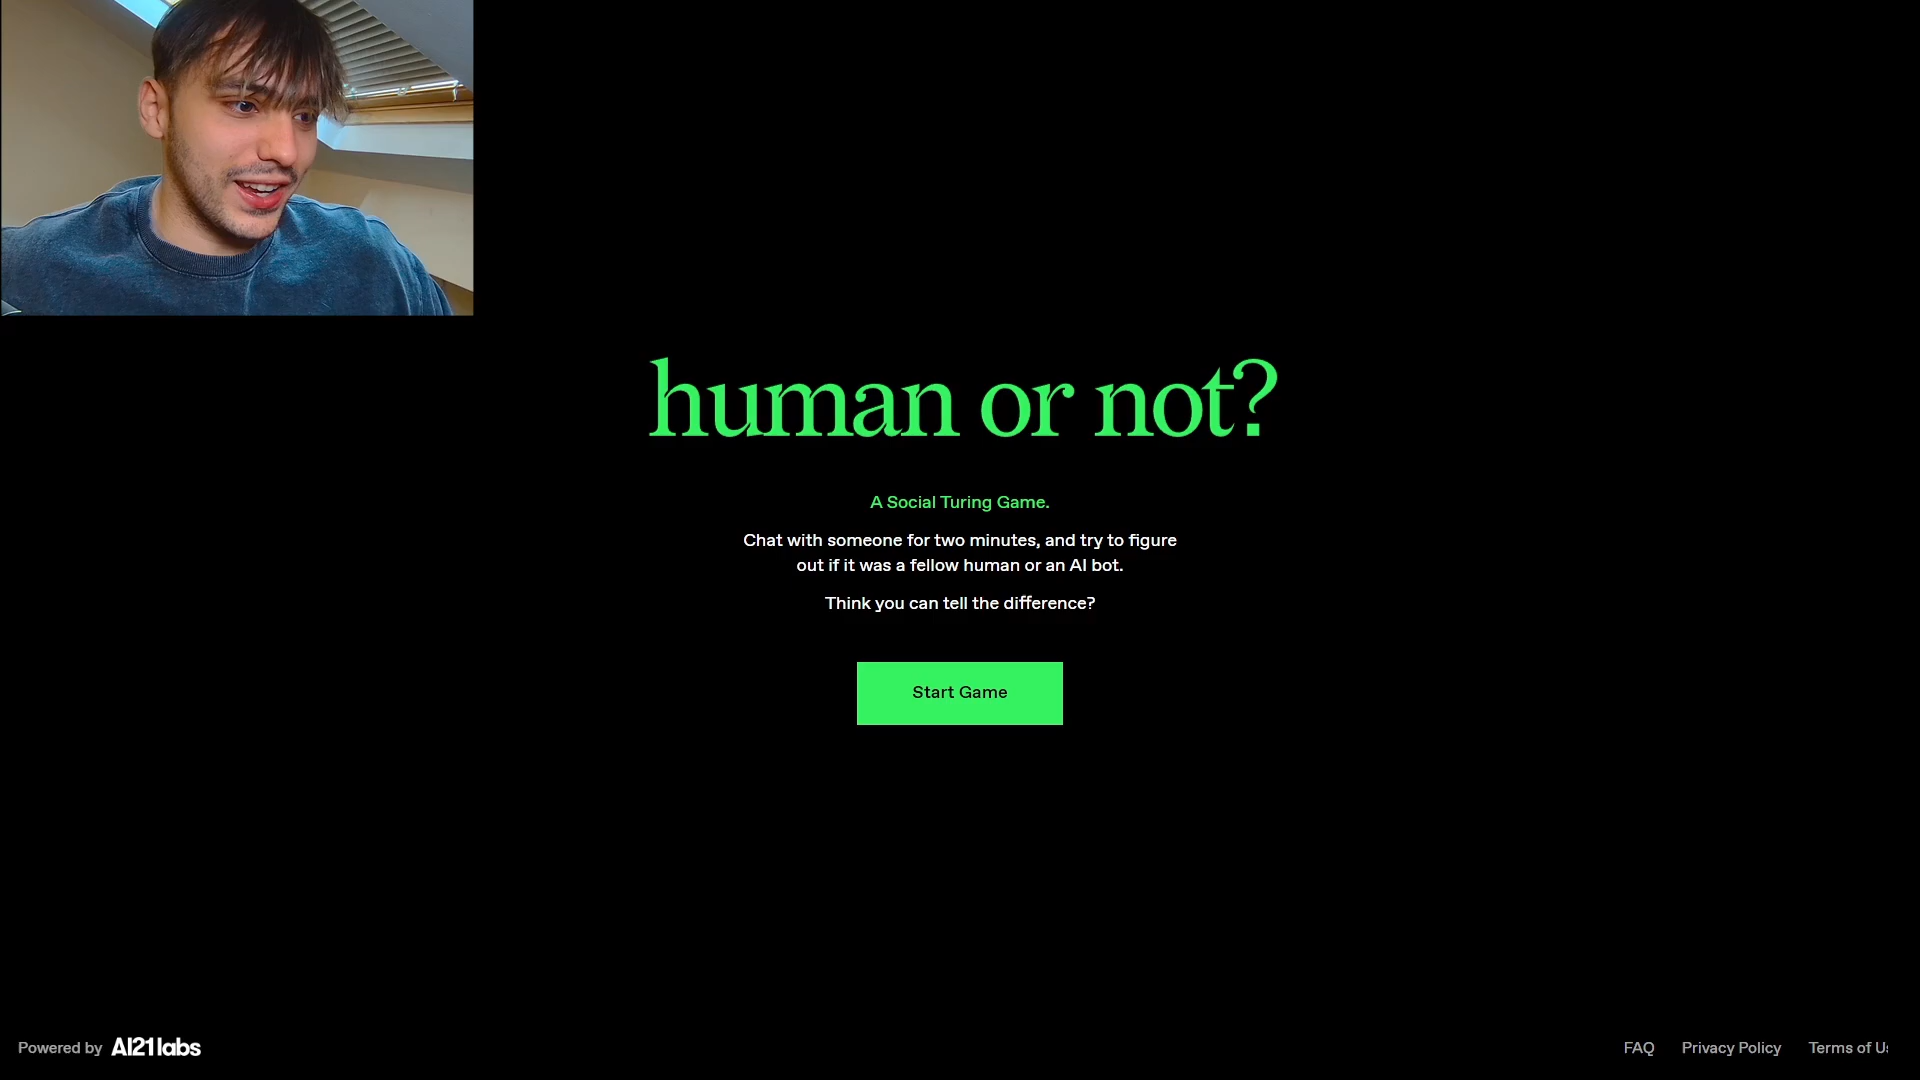 human or not?
A Social Turing Game.
Chat with someone for two minutes, and try to figure
out if it was a fellow human or an AI bot.
Think you can tell the difference?
Start Game
Powered by AI21labs
FAQ Privacy Policy Terms of